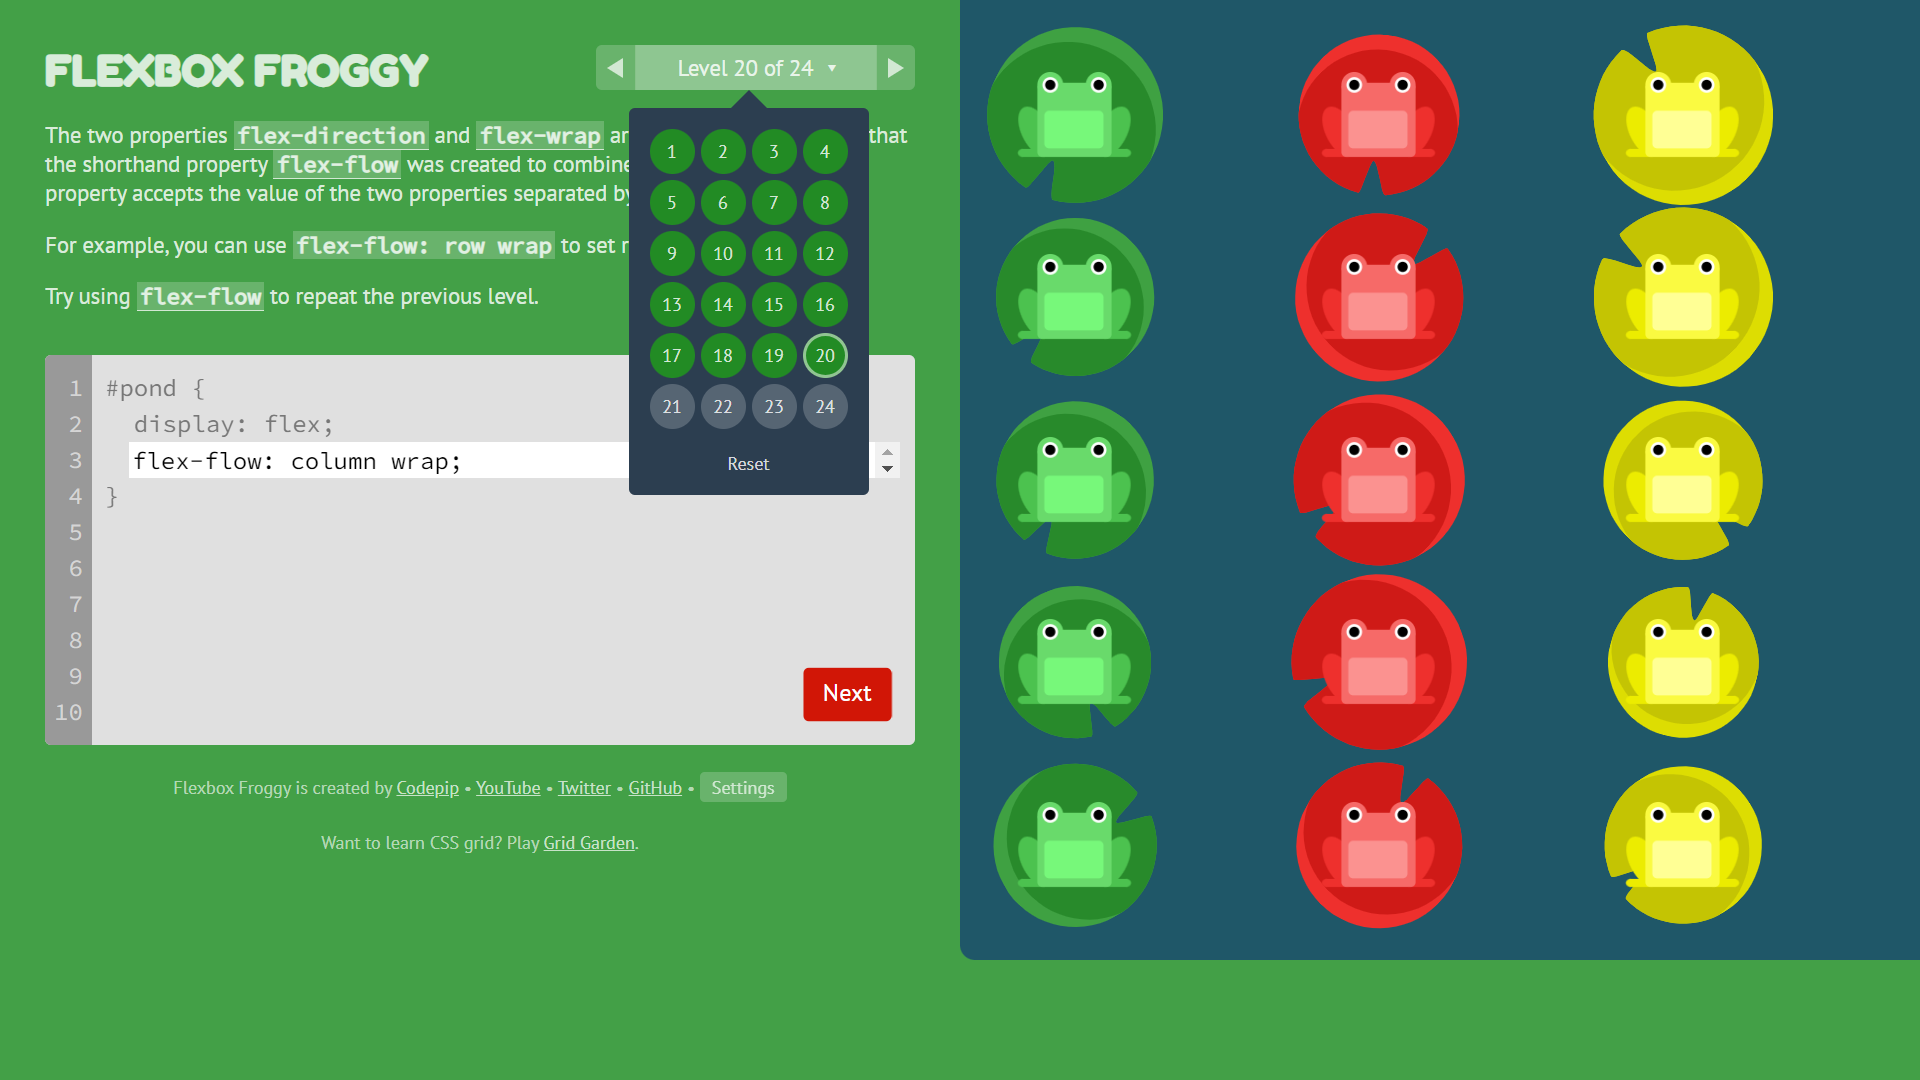 FLEXBOX FROGGY
Level 20 of 24
The two properties flex-direction and flex-wrap that
the shorthand property flex-flow was created to combine
property accepts the value of the two properties separated by
For example, you can use flex-flow: row wrap to set
Try using flex-flow to repeat the previous level.
1 2 3 4
5 6 7 8
9 10 11 12
13 14 15 16
17 18 19 20
21 22 23 24
Reset
1 #pond {
2 display: flex;
3 flex-flow: column wrap;
4 }
5
6
7
8
9
10
Next
Flexbox Froggy is created by Codepip • YouTube • Twitter • GitHub • Settings
Want to learn CSS grid? Play Grid Garden.